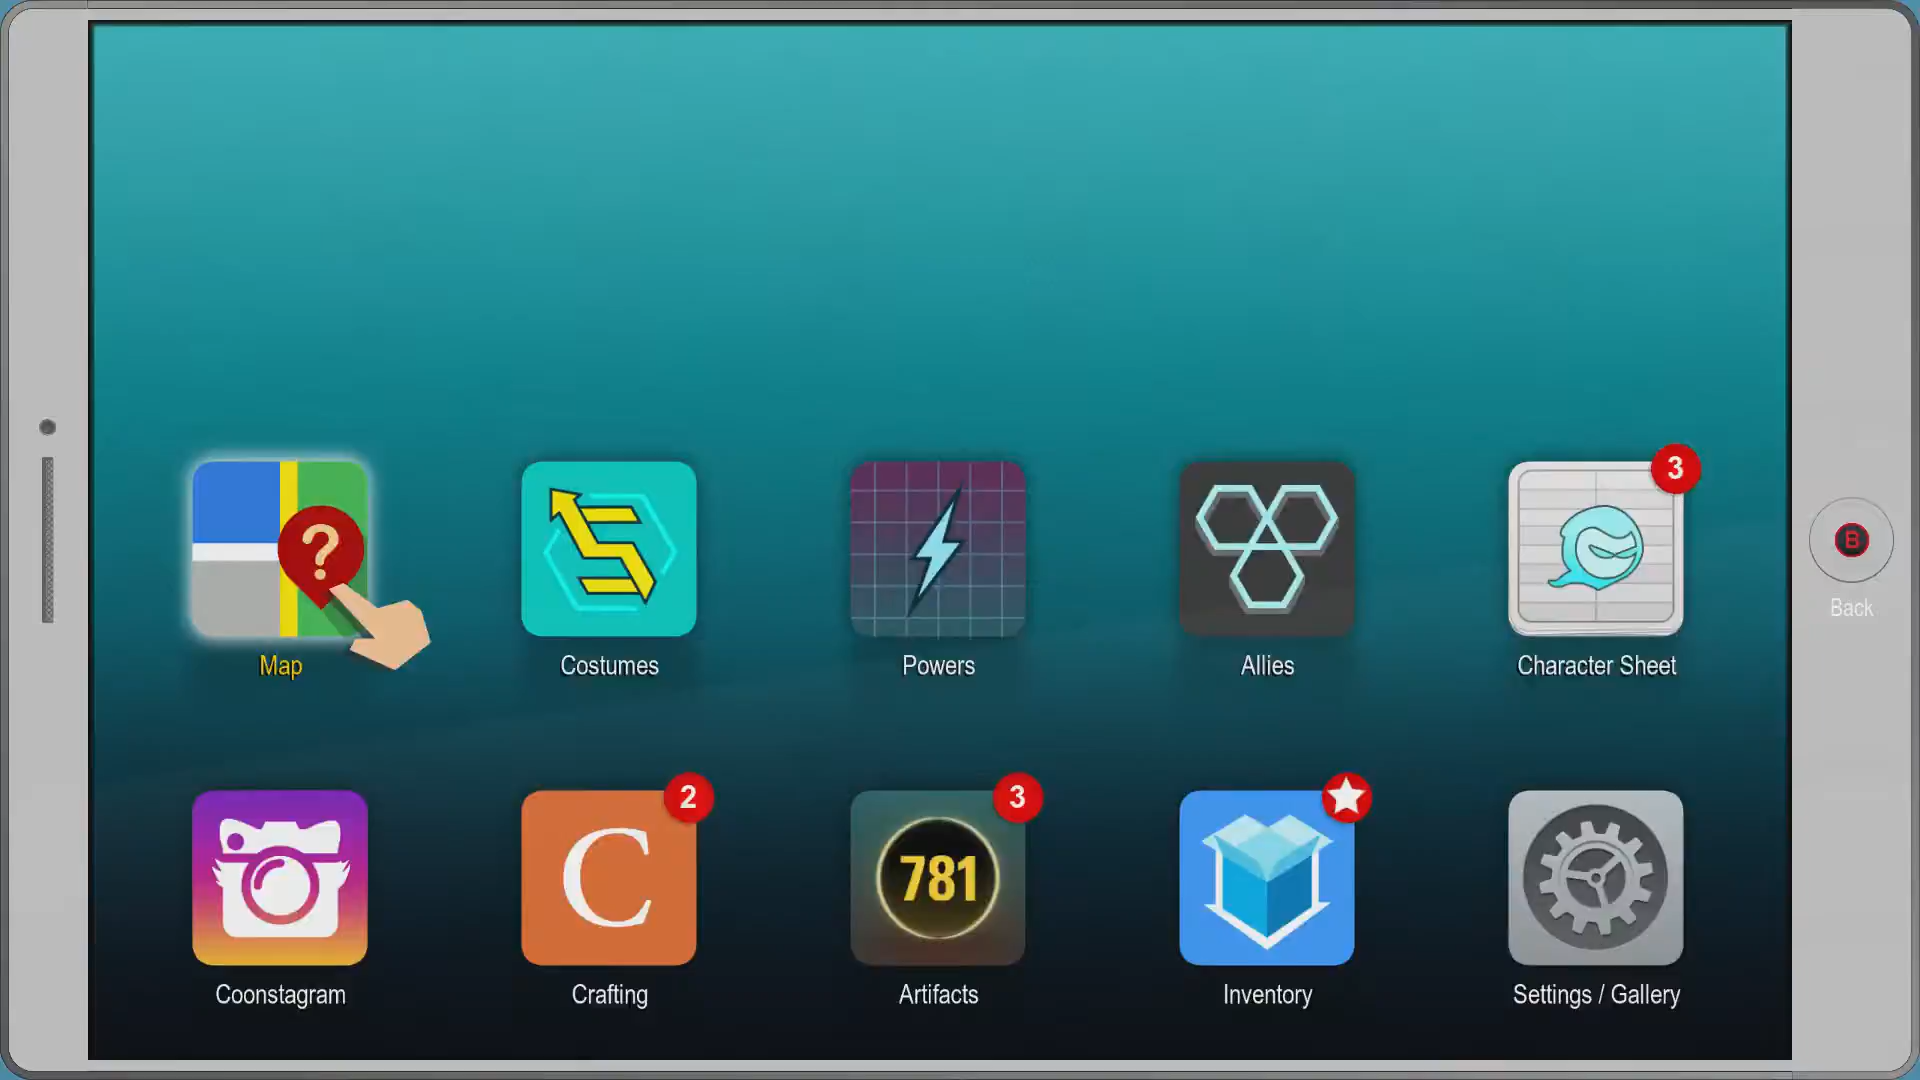 ?
3
Map
Costumes
Powers
Allies
Character Sheet
B
Back
2
3
C
781
Coonstagram
Crafting
Artifacts
Inventory
Settings / Gallery